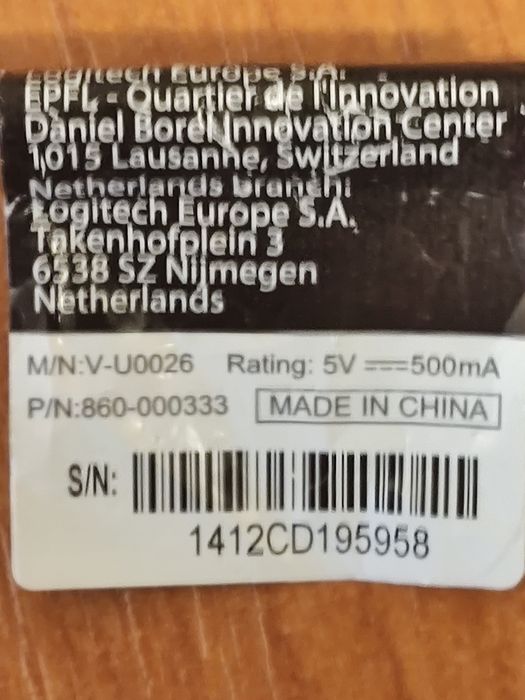 Logitech Europe S.A.
EPFL - Quartier de l'Innovation
Daniel Borel Innovation Center
1015 Lausanne, Switzerland
Netherlands branch:
Logitech Europe S.A.
Takenhofplein 3
6538 SZ Nijmegen
Netherlands
M/N:V-U0026 Rating: 5V ⎓500mA
P/N:860-000333 MADE IN CHINA
S/N:
1412CD195958